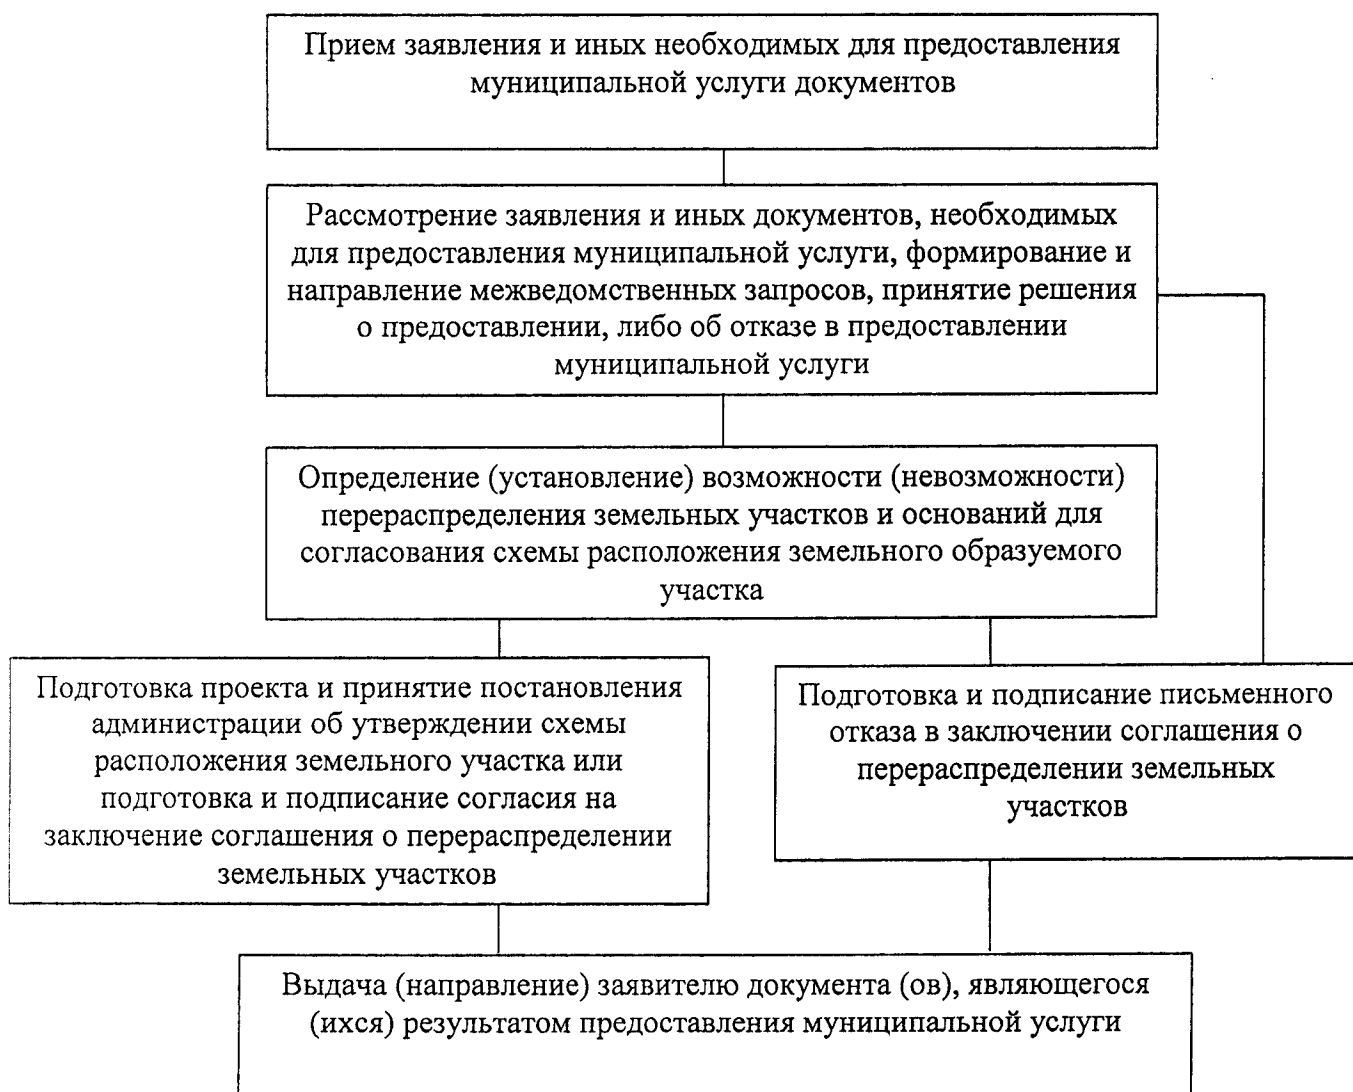 Прием заявления и иных необходимых для предоставления
муниципальной услуги документов
Рассмотрение заявления и иных документов, необходимых
для предоставления муниципальной услуги, формирование и
направление межведомственных запросов, принятие решения
о предоставлении, либо об отказе в предоставлении
муниципальной услуги
Определение (установление) возможности (невозможности)
перераспределения земельных участков и оснований для
согласования схемы расположения земельного образуемого
участка
Подготовка проекта и принятие постановления
администрации об утверждении схемы
расположения земельного участка или
подготовка и подписание согласия на
заключение соглашения о перераспределении
земельных участков
Подготовка и подписание письменного
отказа в заключении соглашения о
перераспределении земельных
участков
Выдача (направление) заявителю документа (ов), являющегося
(ихся) результатом предоставления муниципальной услуги